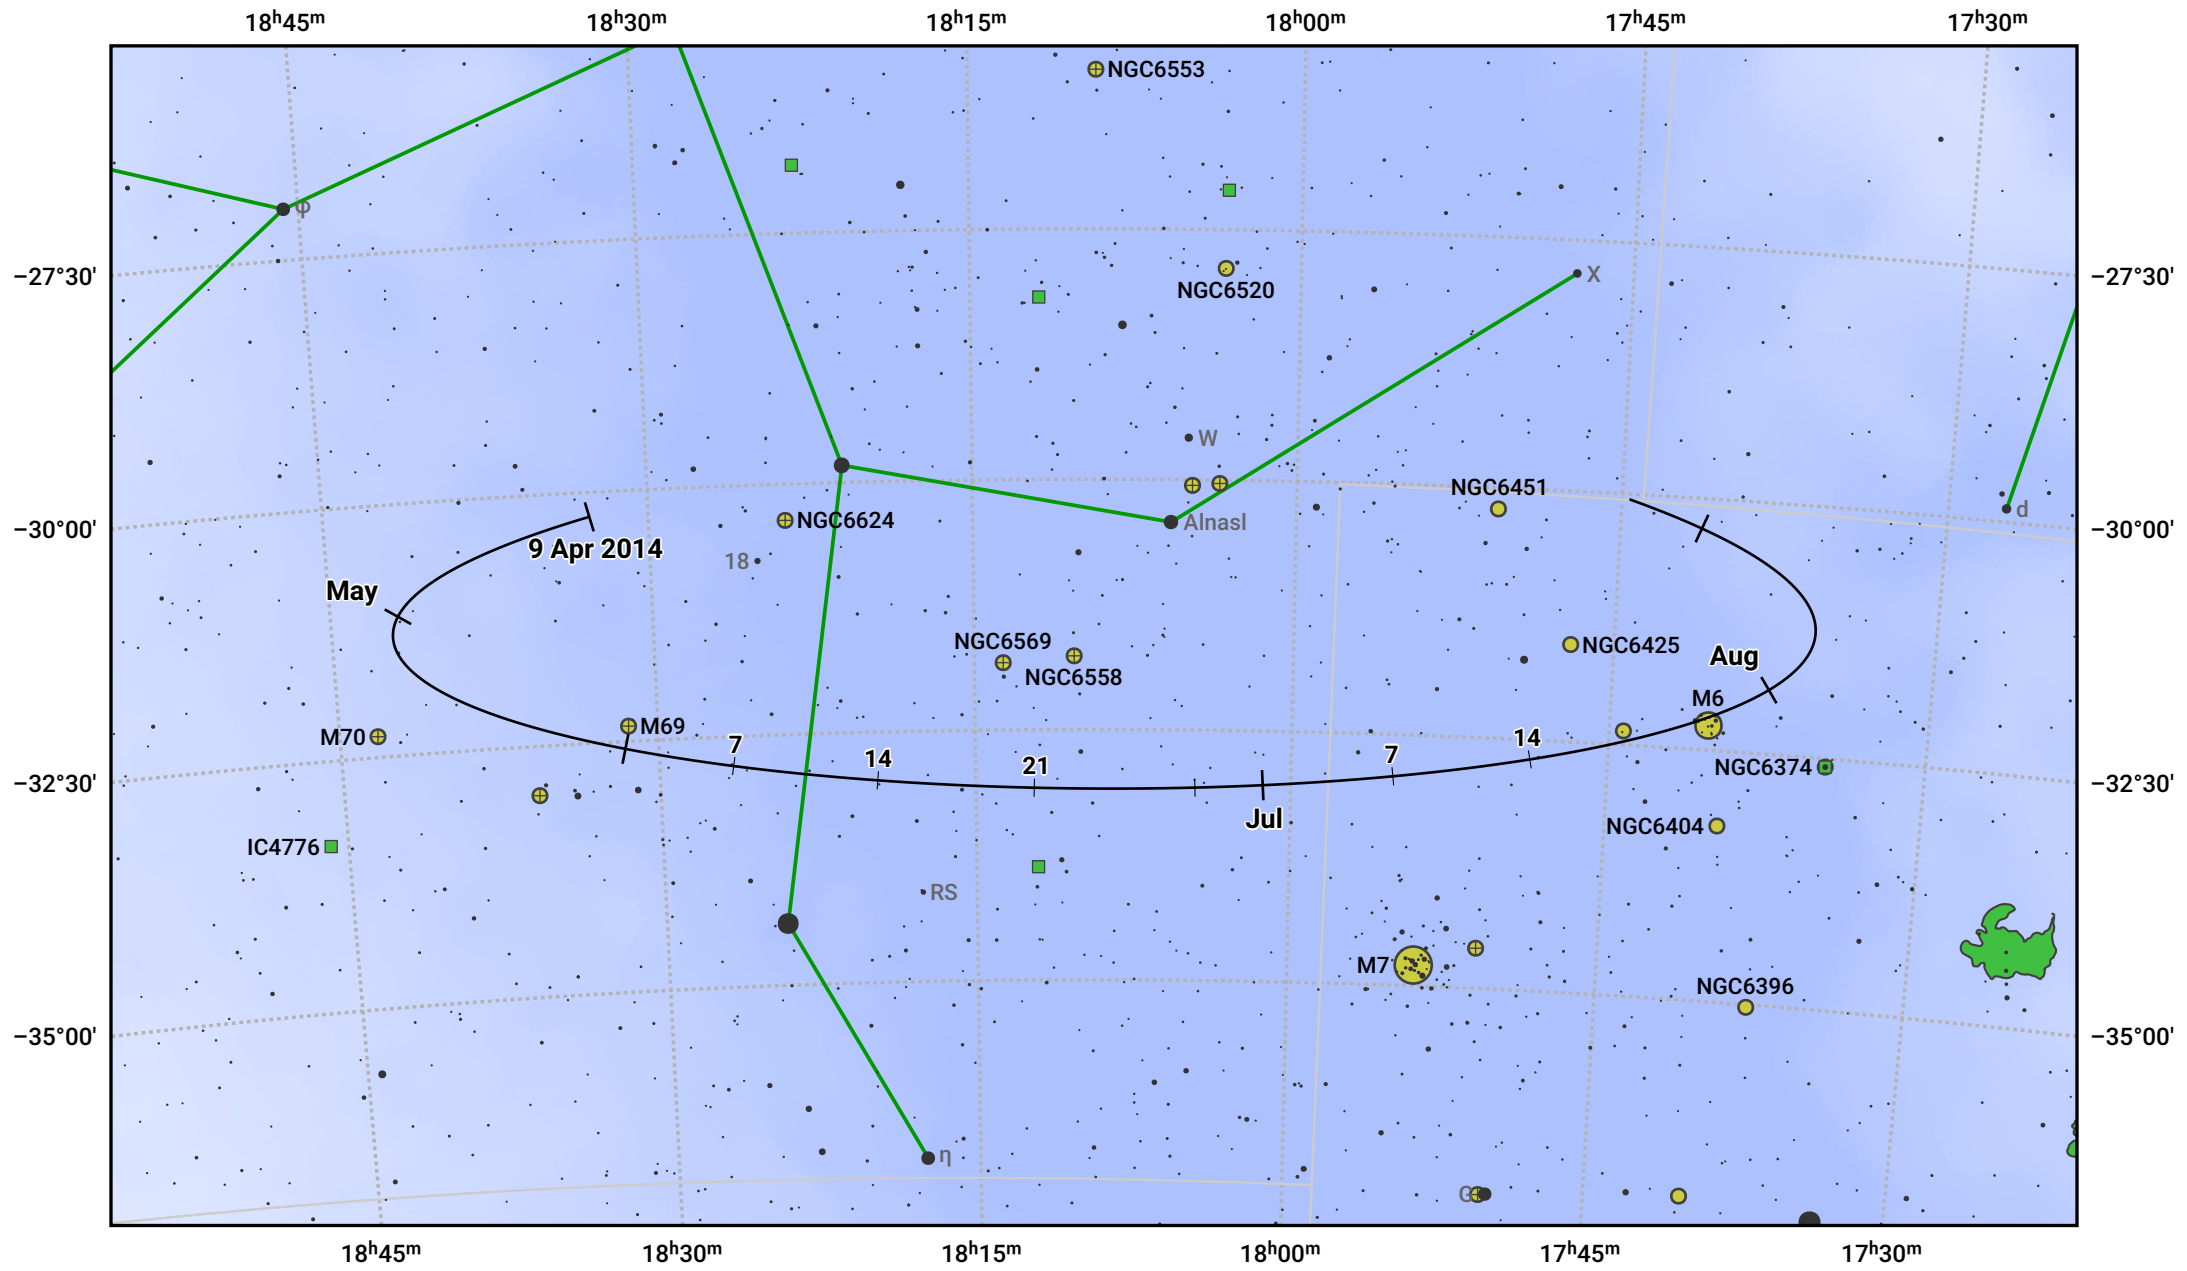 18ʰ45ᵐ
18ʰ30ᵐ
18ʰ15ᵐ
18ʰ00ᵐ
17ʰ45ᵐ
17ʰ30ᵐ
NGC6553
φ
−27°30'
−27°30'
X
NGC6520
W
NGC6451
d
NGC6624
Alnasl
−30°00'
−30°00'
9 Apr 2014
18
May
NGC6569
NGC6558
NGC6425
Aug
M6
M69
M70
7
14
21
7
14
NGC6374
−32°30'
−32°30'
Jul
NGC6404
IC4776
RS
M7
NGC6396
−35°00'
−35°00'
η
G
18ʰ45ᵐ
18ʰ30ᵐ
18ʰ15ᵐ
18ʰ00ᵐ
17ʰ45ᵐ
17ʰ30ᵐ